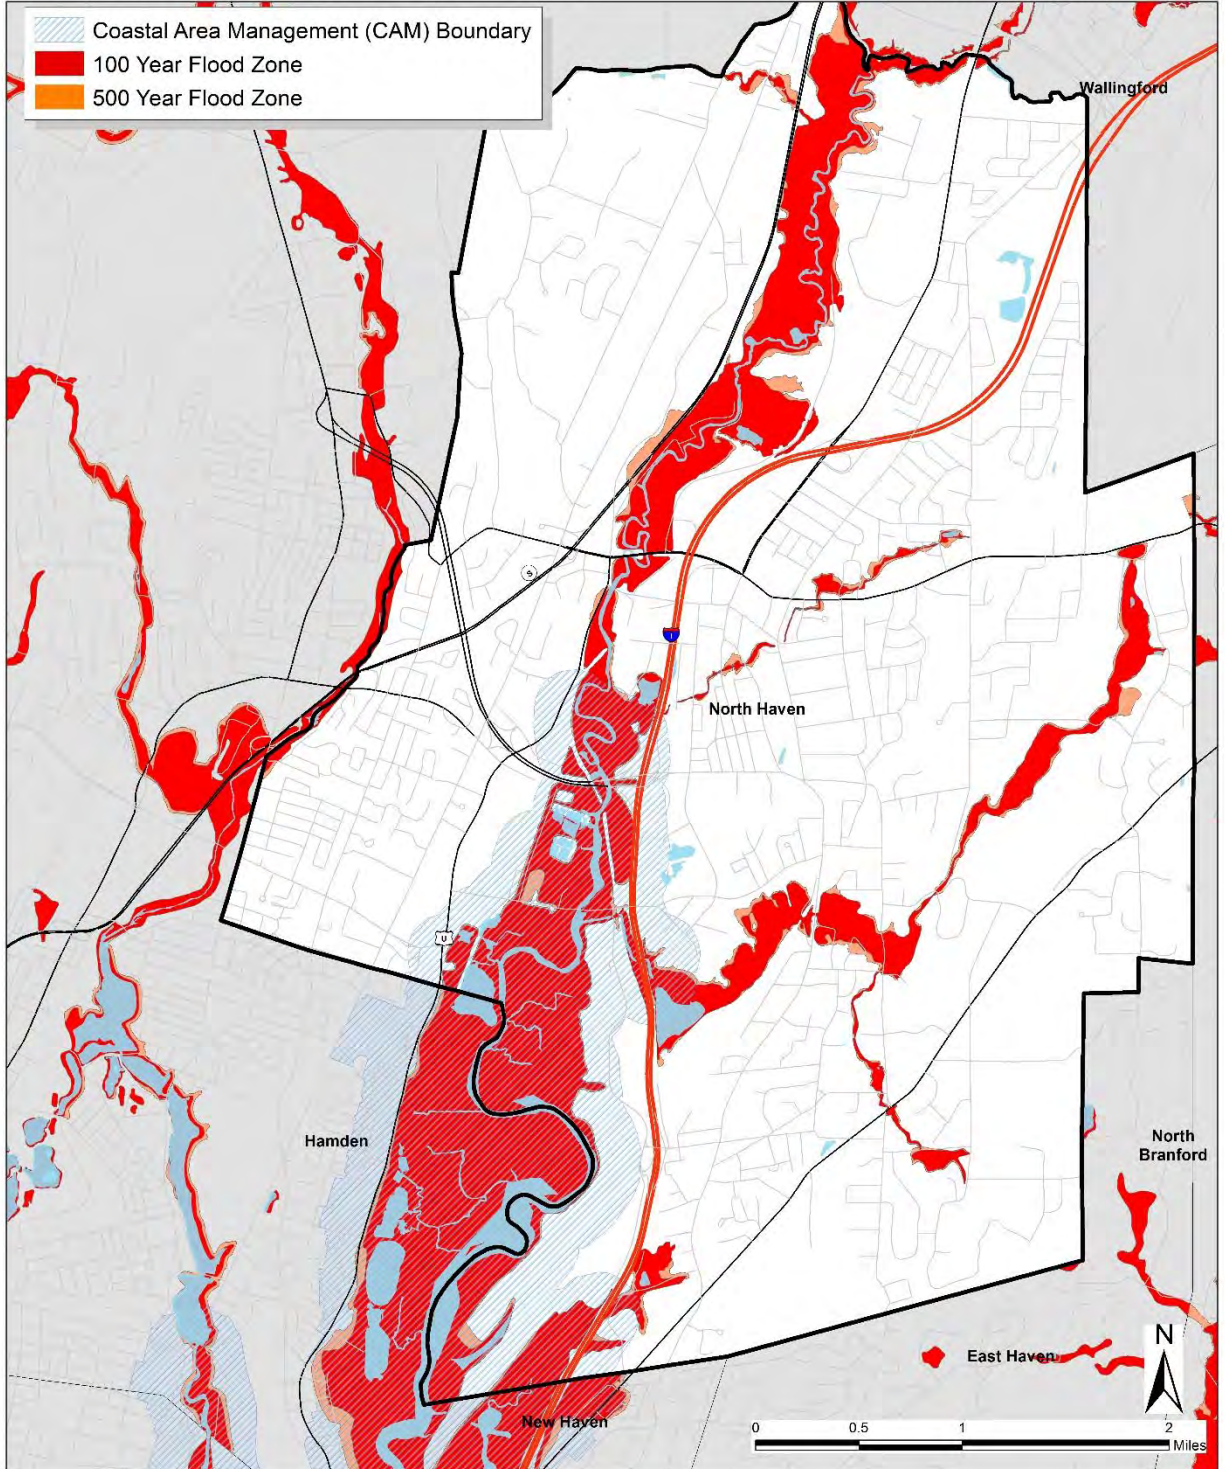 Coastal Area Management (CAM) Boundary
100 Year Flood Zone
500 Year Flood Zone
Wallingford
North Haven
Hamden
North
Branford
East Haven
New Haven
N
0 0.5 1 2
Miles